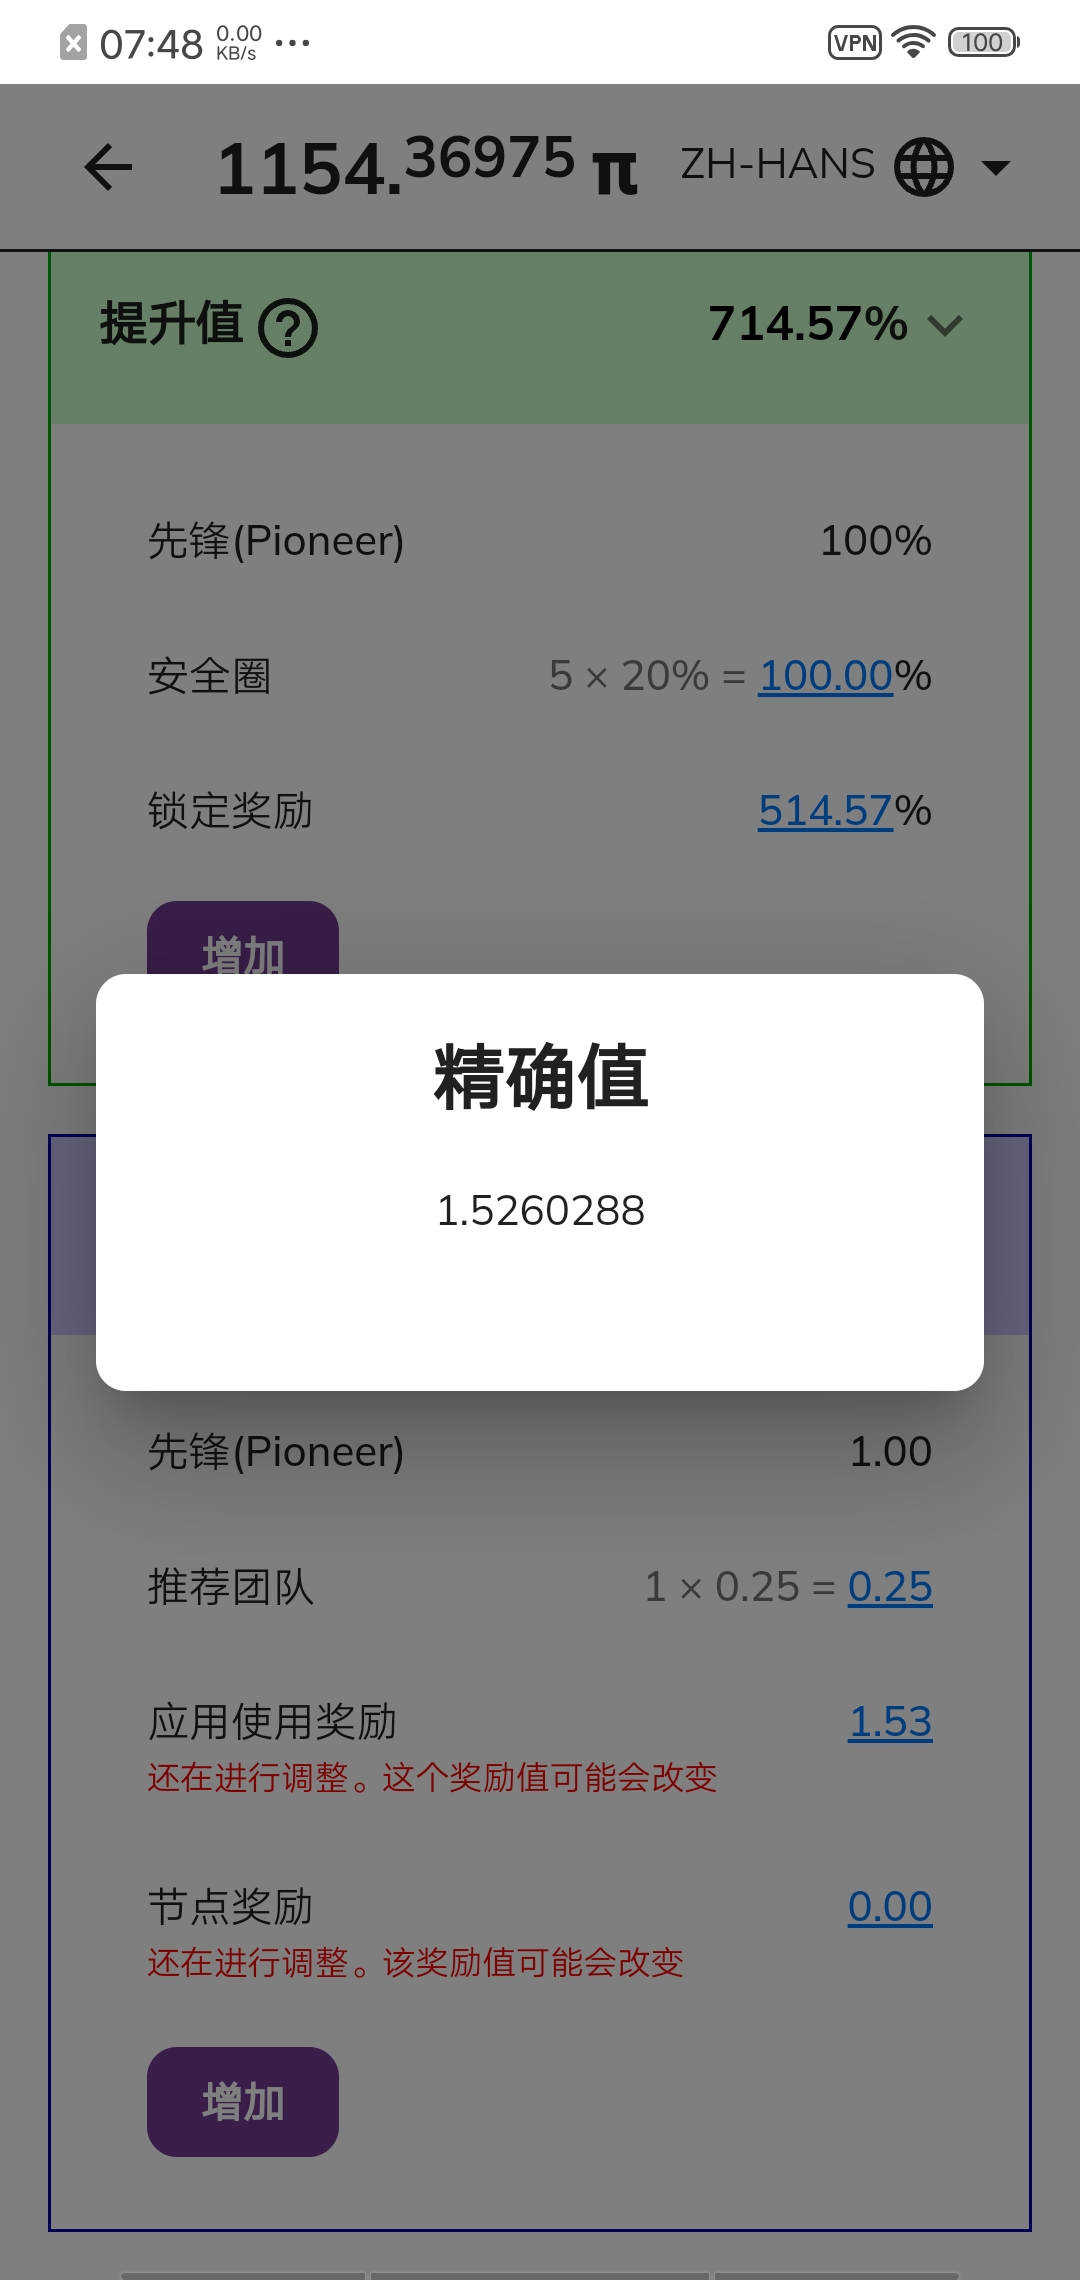 07:48 0.00 KB/s ... VPN 100
1154.36975 π ZH-HANS
提升值 ? 714.57%
先锋(Pioneer) 100%
安全圈 5 × 20% = 100.00%
锁定奖励 514.57%
增加
精确值
1.5260288
先锋(Pioneer) 1.00
推荐团队 1 × 0.25 = 0.25
应用使用奖励 1.53
还在进行调整。这个奖励值可能会改变
节点奖励 0.00
还在进行调整。该奖励值可能会改变
增加